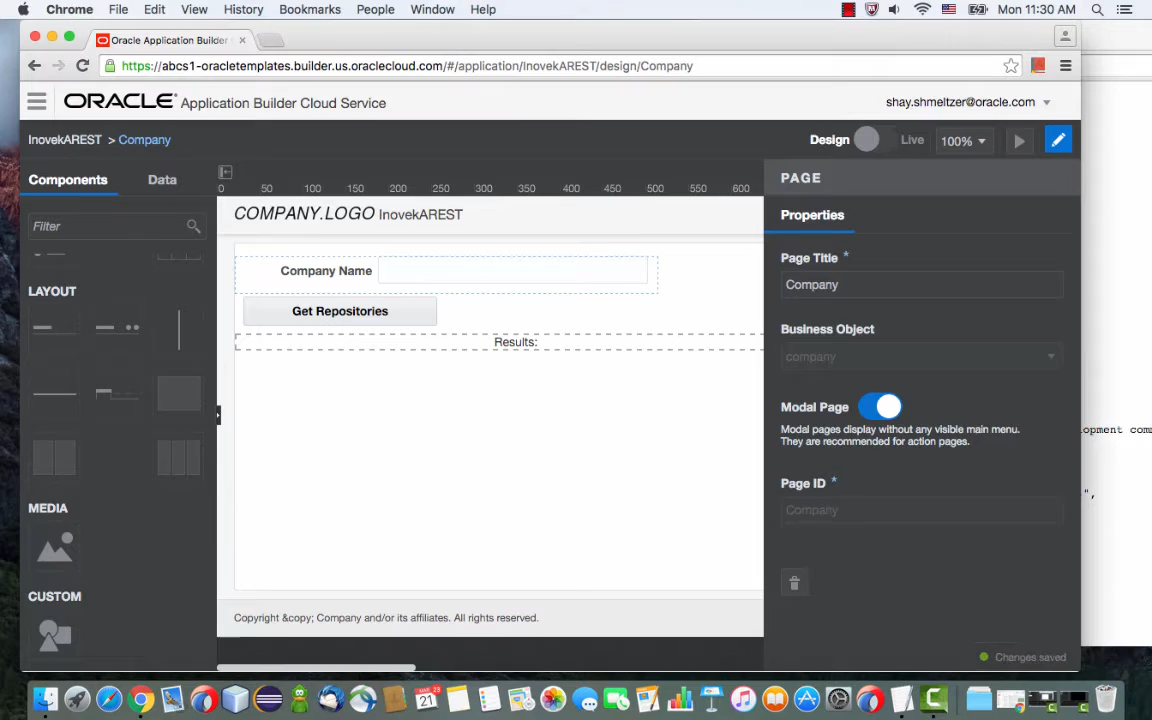 Chrome File Edit View History Bookmarks People Window Help Mon 11:30 AM
Oracle Application Builder
https://abcs1-oracletemplates.builder.us.oraclecloud.com/#/application/InovekAREST/design/Company
ORACLE Application Builder Cloud Service
shay.shmeltzer@oracle.com
InovekAREST > Company
Design Live 100%
Components Data
0 50 100 150 200 250 300 350 400 450 500 550 600
PAGE
COMPANY.LOGO InovekAREST
Properties
Filter
Company Name
Get Repositories
Results:
LAYOUT
MEDIA
CUSTOM
Page Title *
Company
Business Object
company
Modal Page
Modal pages display without any visible main menu.
They are recommended for action pages.
opment com
Page ID *
",
Company
Copyright &copy; Company and/or its affiliates. All rights reserved.
Changes saved